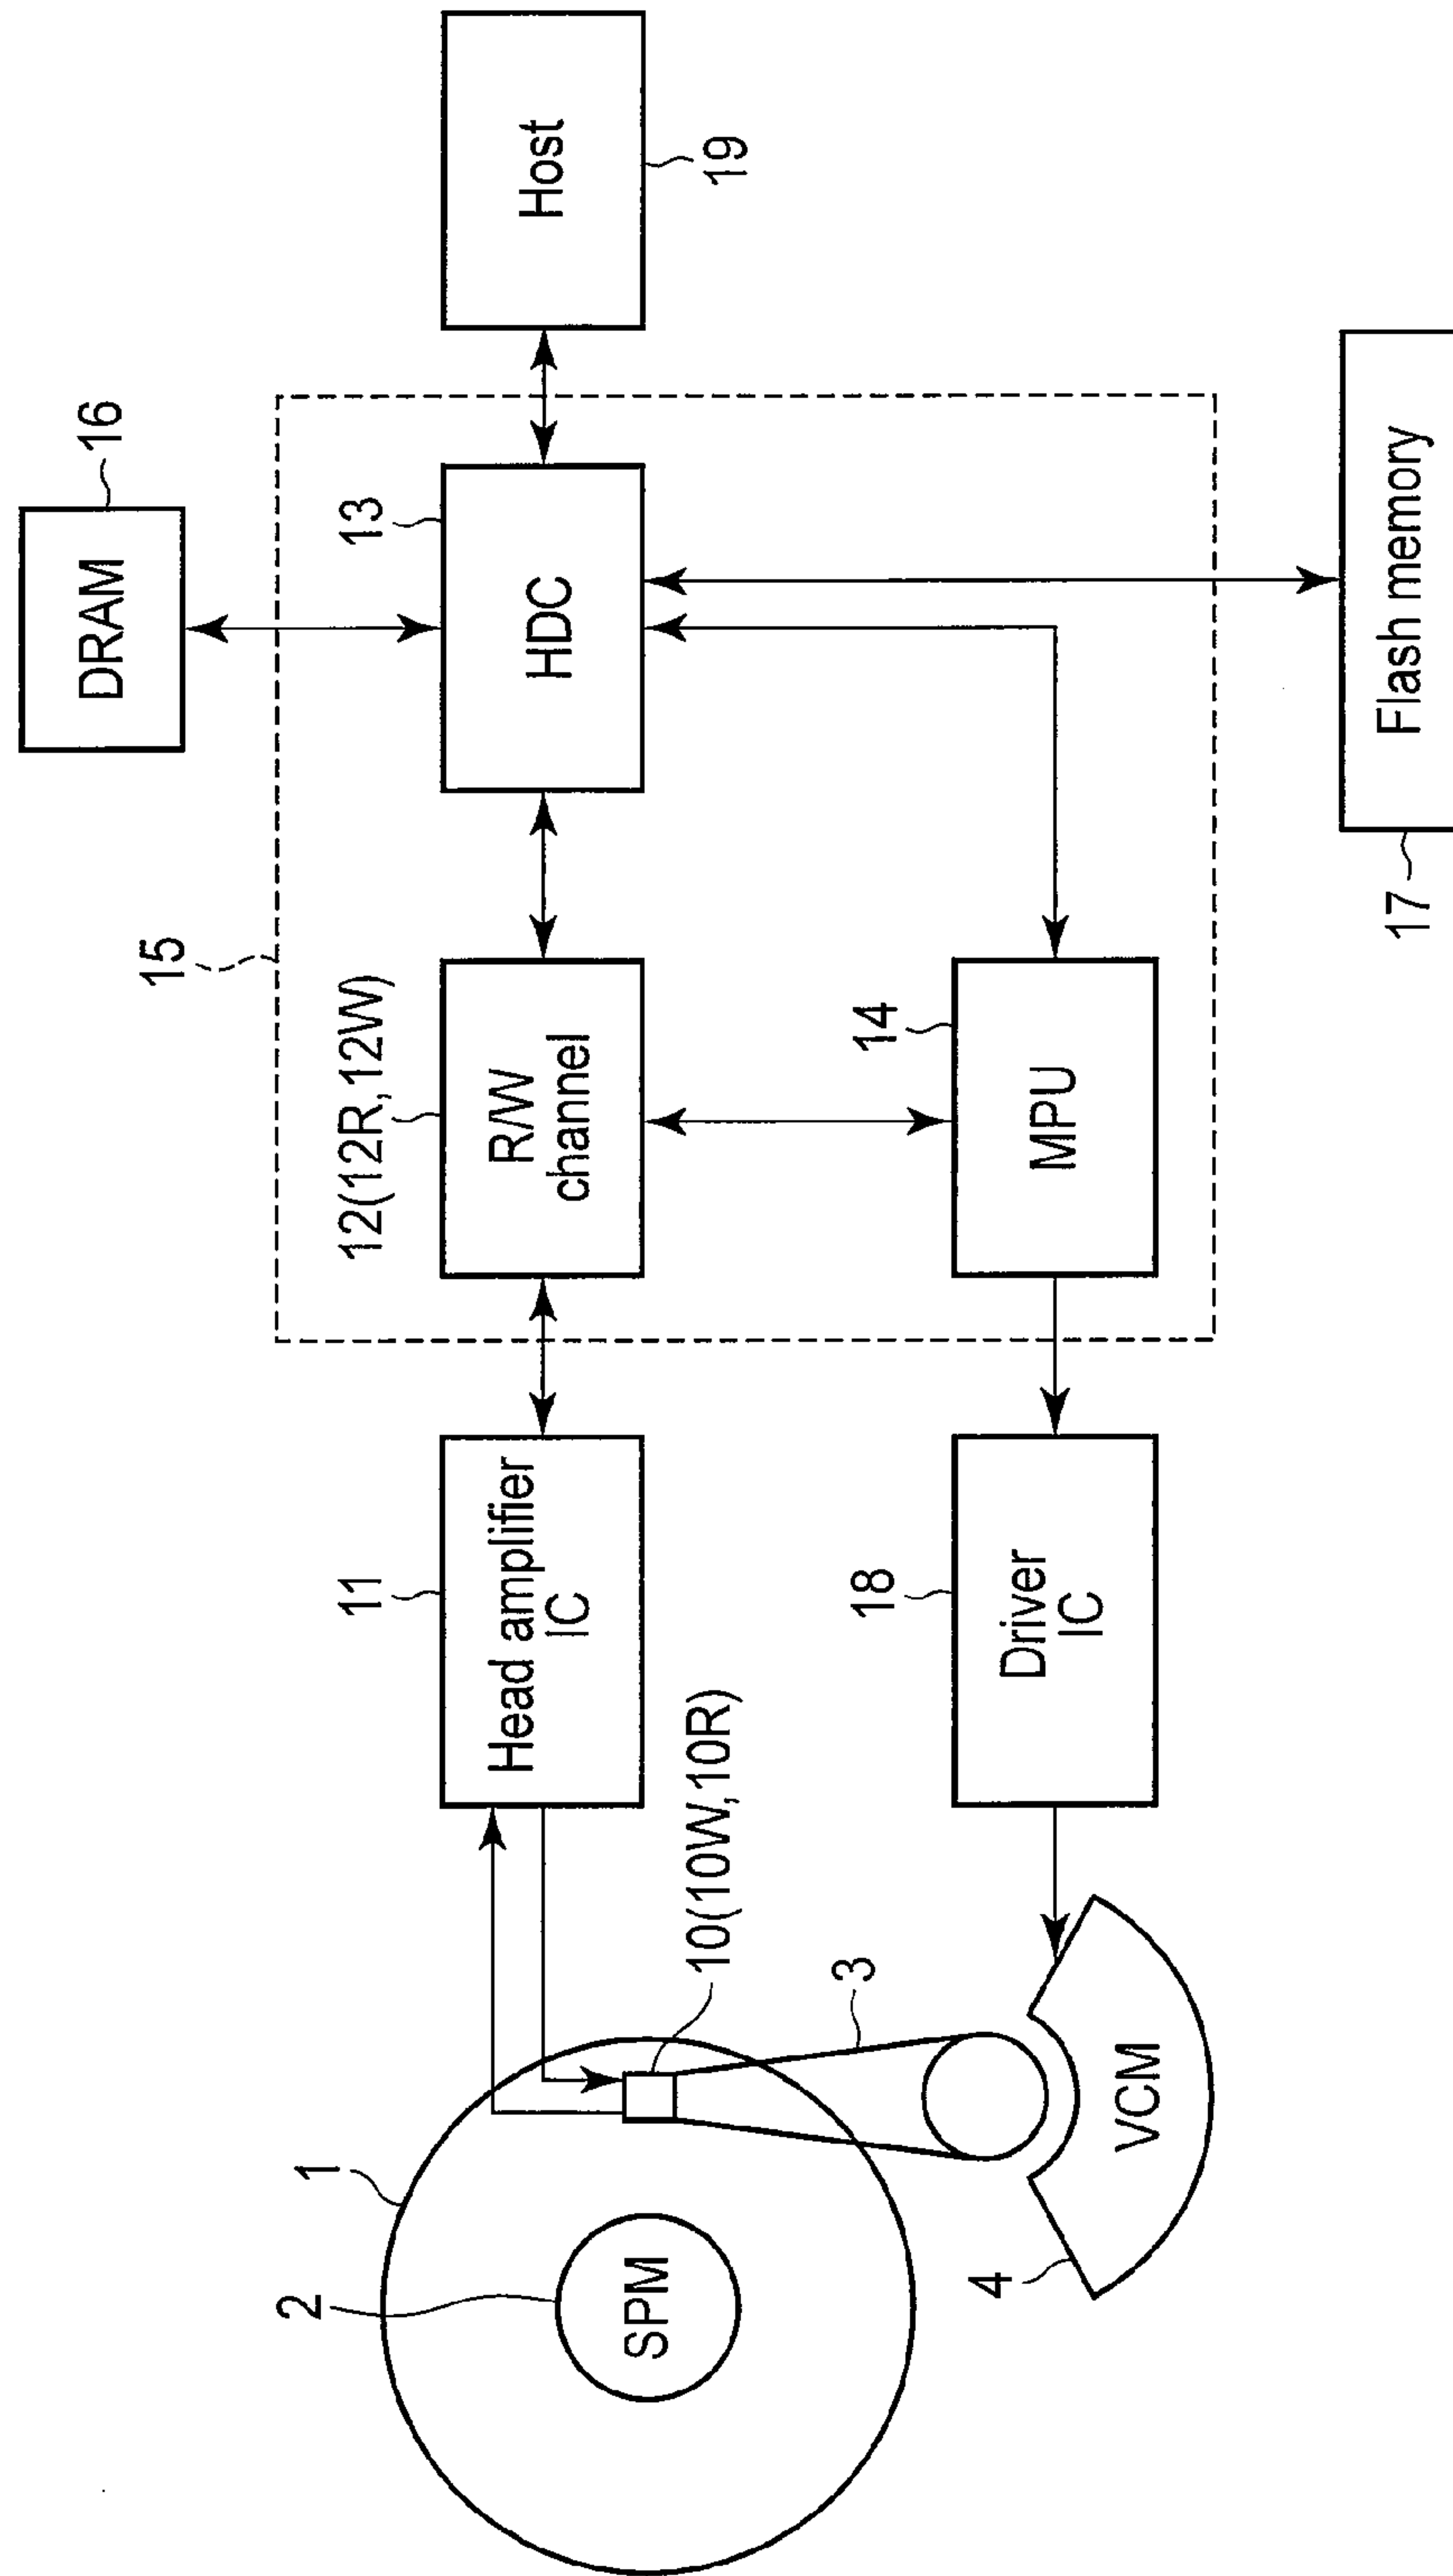 DRAM
16
15
12(12R, 12W)
13
Host
19
R/W
channel
HDC
11
Head amplifier
IC
1
2
SPM
10(10W, 10R)
3
4
VCM
18
Driver
IC
14
MPU
17
Flash memory